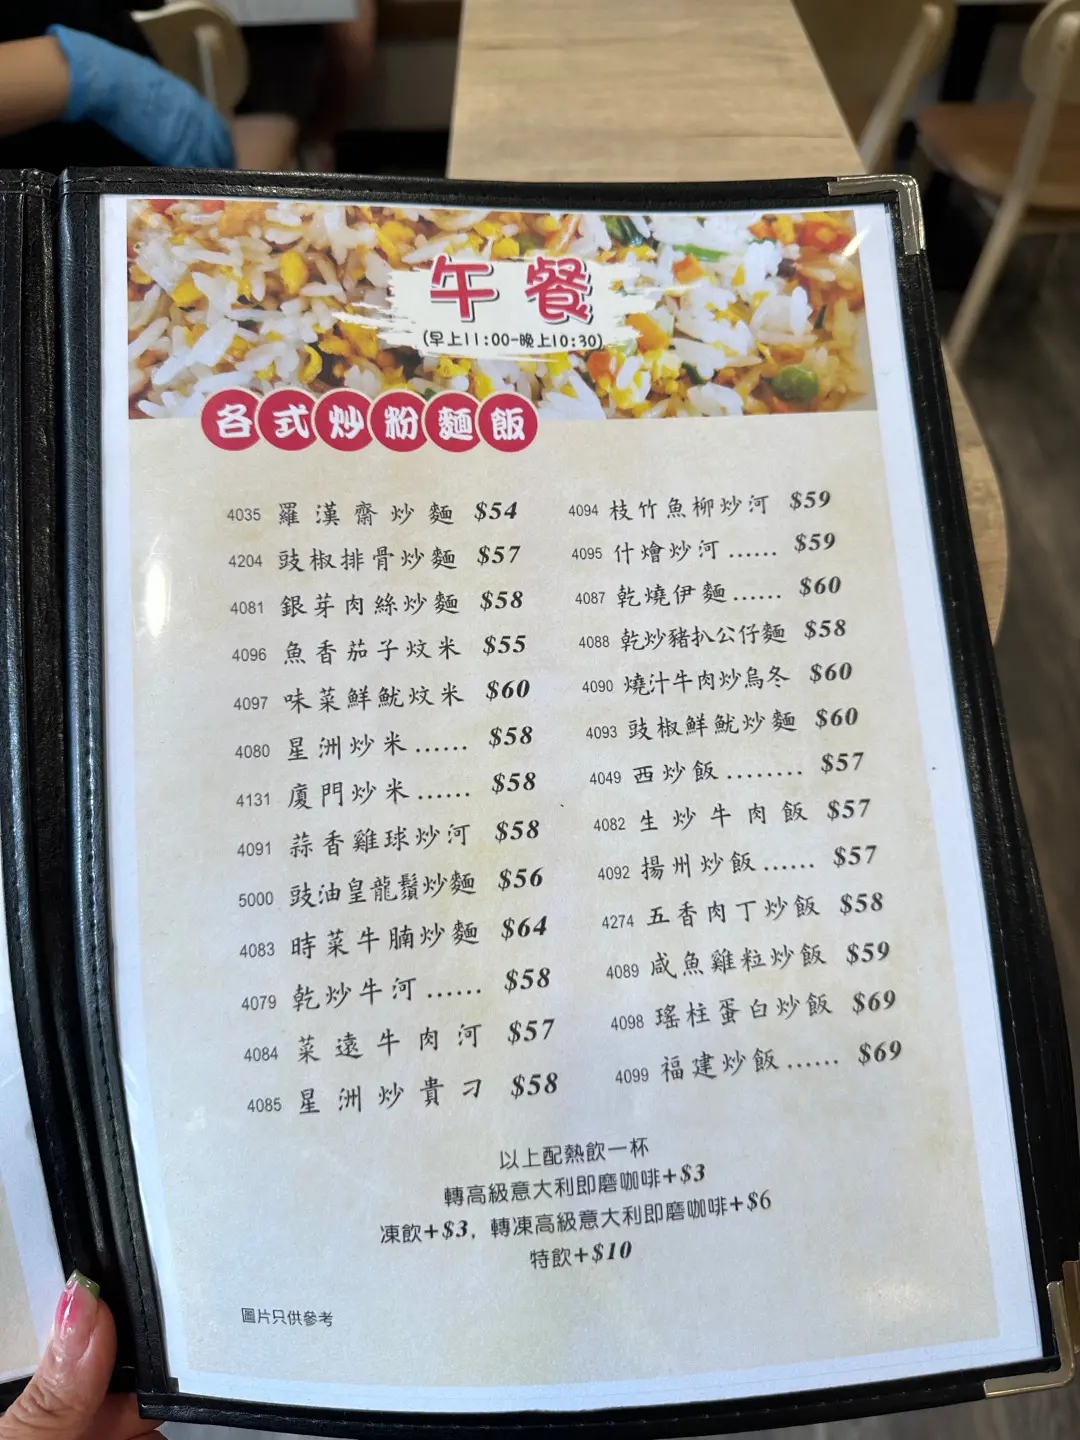 午餐
(早上11:00-晚上10:30)
各式炒粉麵飯
4035 羅漢齋炒麵 $54
4204 豉椒排骨炒麵 $57
4081 銀芽肉絲炒麵 $58
4096 魚香茄子炆米 $55
4097 味菜鮮魷炆米 $60
4080 星洲炒米...... $58
4131 廈門炒米...... $58
4091 蒜香雞球炒河 $58
5000 豉油皇龍鬚炒麵 $56
4083 時菜牛腩炒麵 $64
4079 乾炒牛河...... $58
4084 菜遠牛肉河 $57
4085 星洲炒貴刁 $58
4094 枝竹魚柳炒河 $59
4095 什燴炒河...... $59
4087 乾燒伊麵...... $60
4088 乾炒豬扒公仔麵 $58
4090 燒汁牛肉炒烏冬 $60
4093 豉椒鮮魷炒麵 $60
4049 西炒飯........ $57
4082 生炒牛肉飯 $57
4092 揚州炒飯...... $57
4274 五香肉丁炒飯 $58
4089 咸魚雞粒炒飯 $59
4098 瑤柱蛋白炒飯 $69
4099 福建炒飯...... $69
以上配熱飲一杯
轉高級意大利即磨咖啡+$3
凍飲+$3, 轉凍高級意大利即磨咖啡+$6
特飲+$10
圖片只供參考